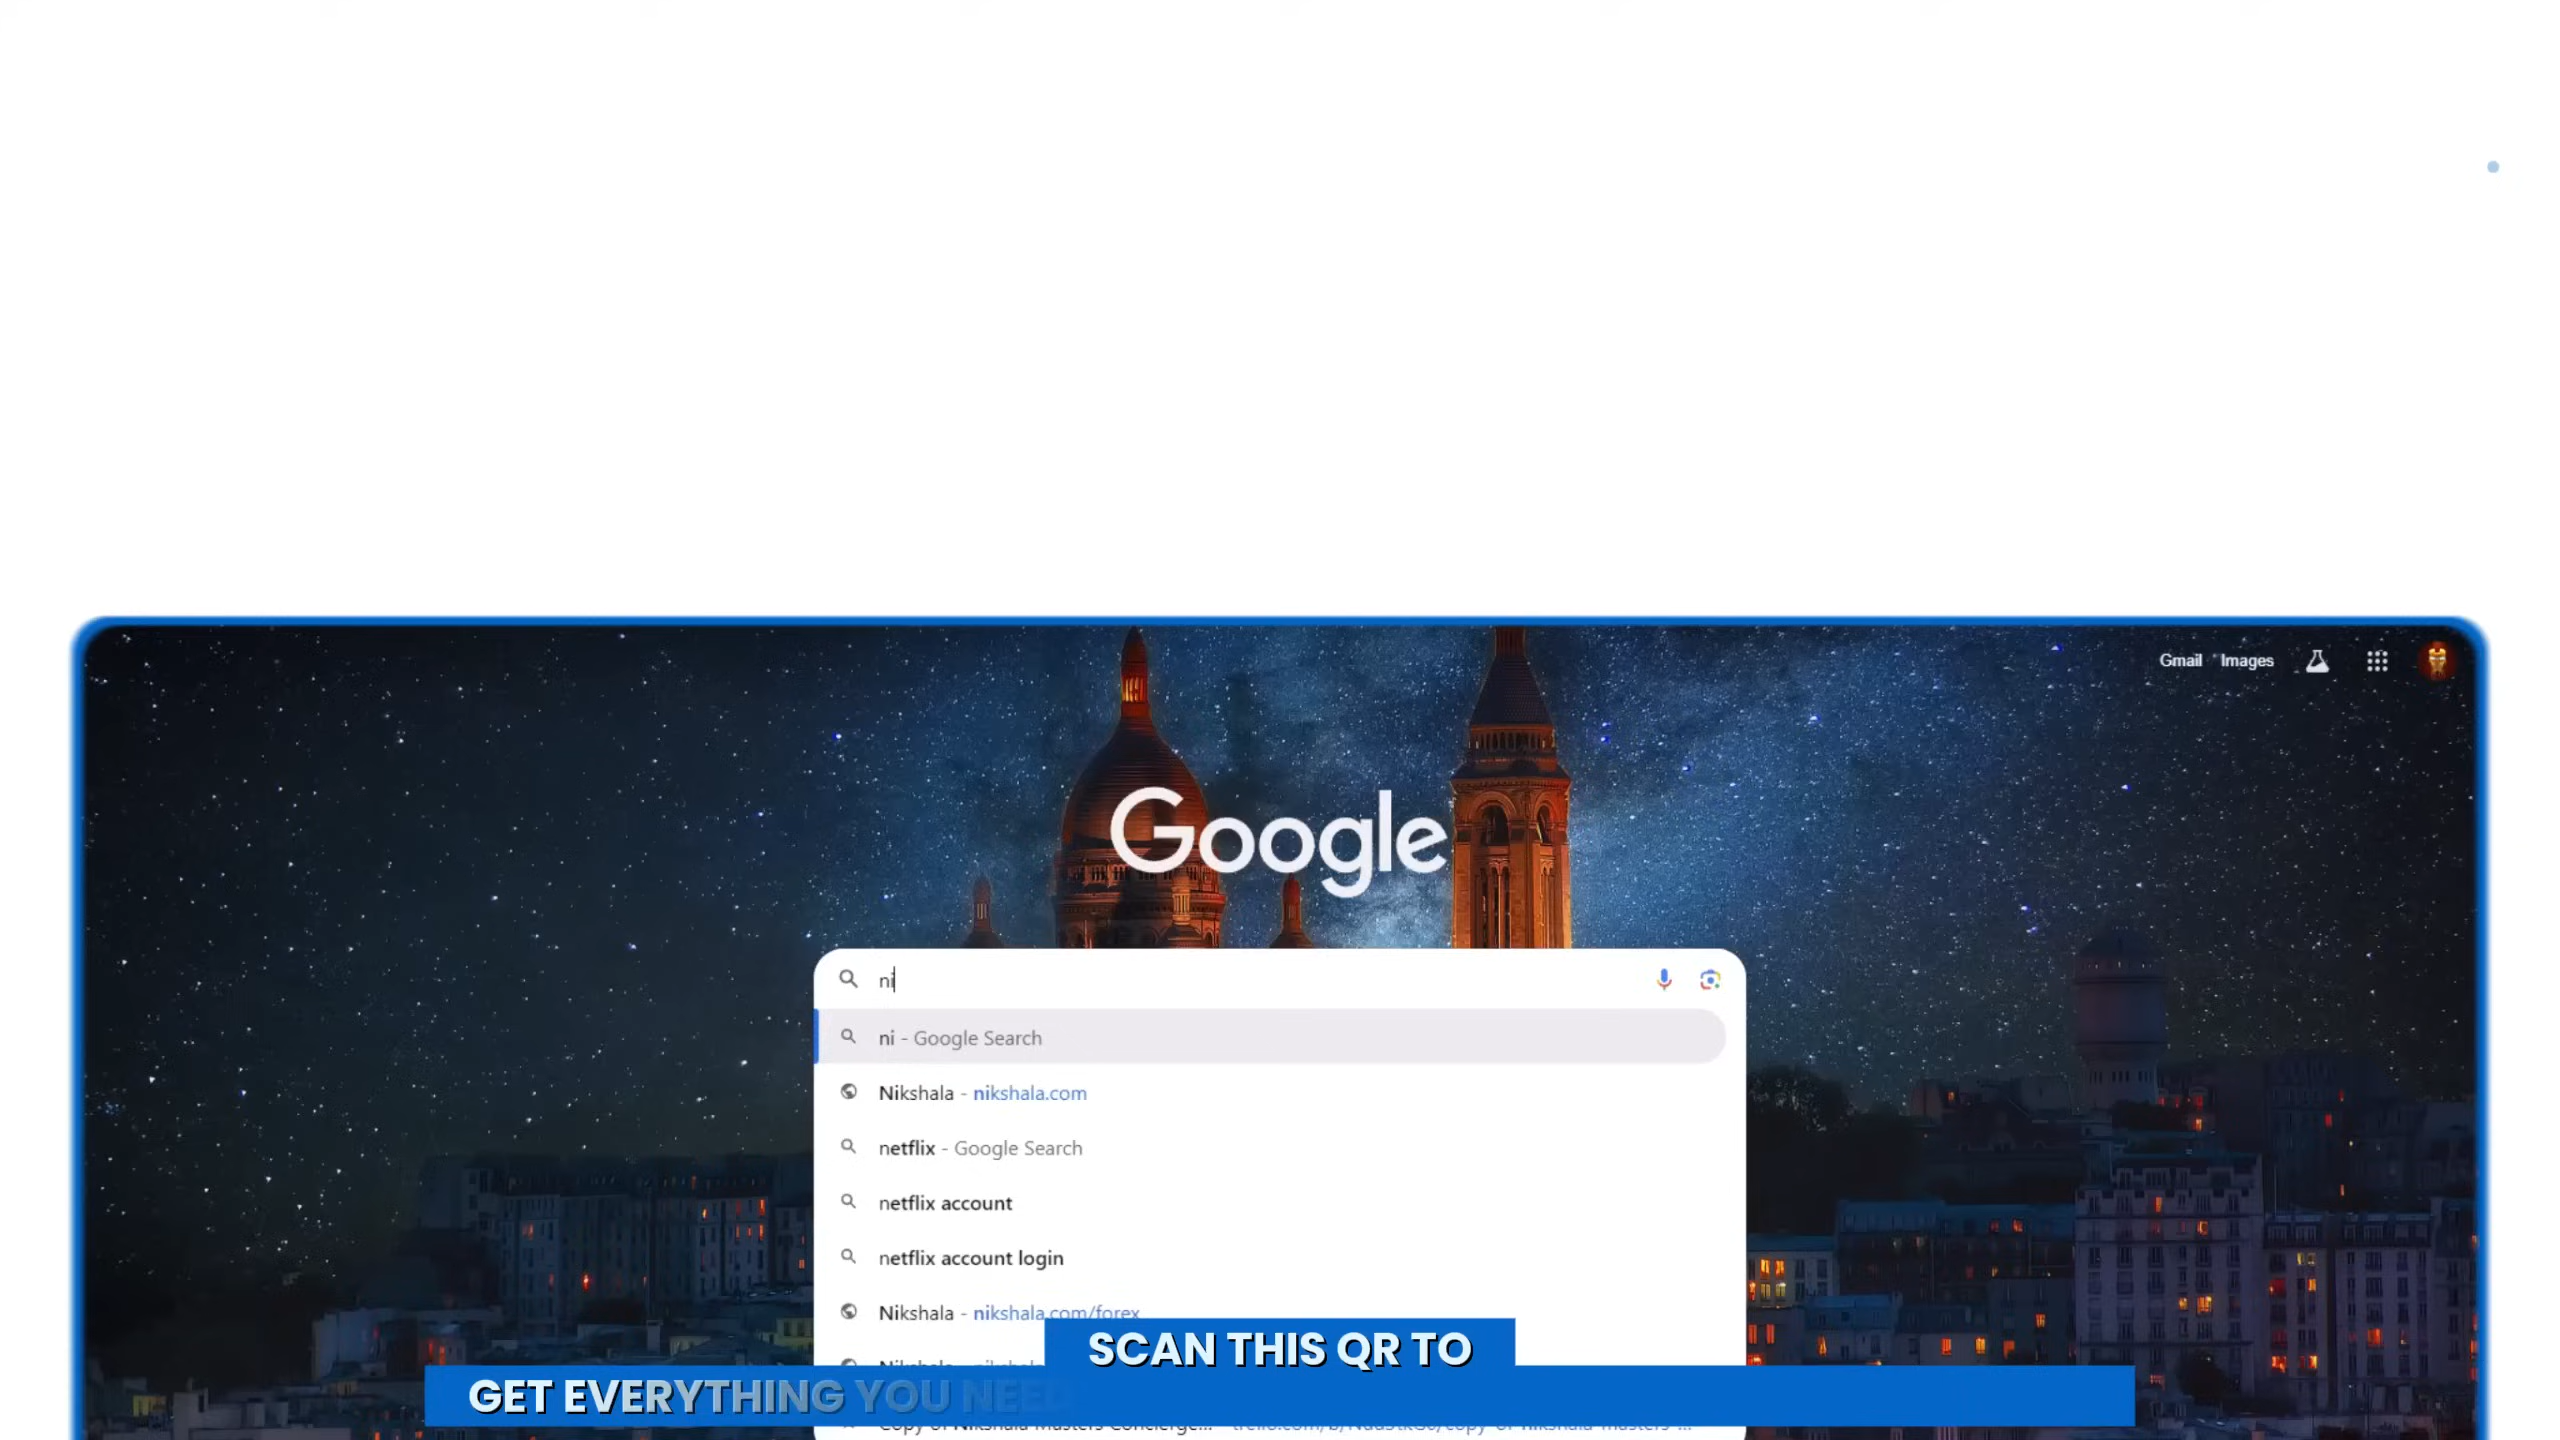 Gmail Images
Google
ni
ni - Google Search
Nikshala - nikshala.com
netflix - Google Search
netflix account
netflix account login
Nikshala - nikshala.com/forex
SCAN THIS QR TO
GET EVERYTHING YOU NEED